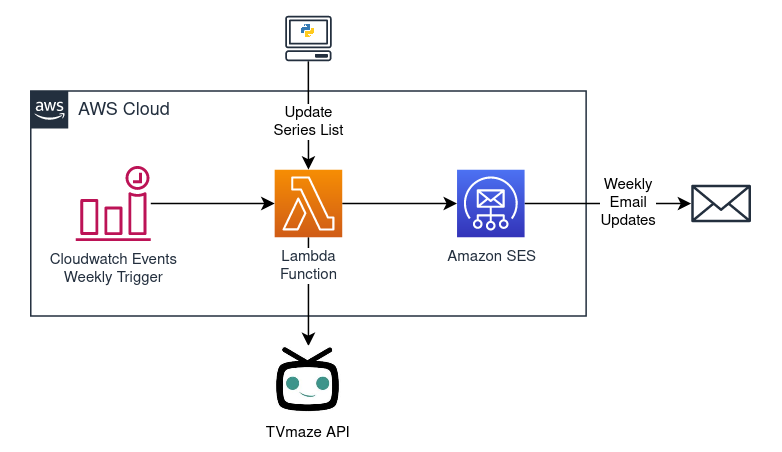 aws
AWS Cloud
Update
Series List
Cloudwatch Events
Weekly Trigger
Lambda
Function
Amazon SES
Weekly
Email
Updates
TVmaze API